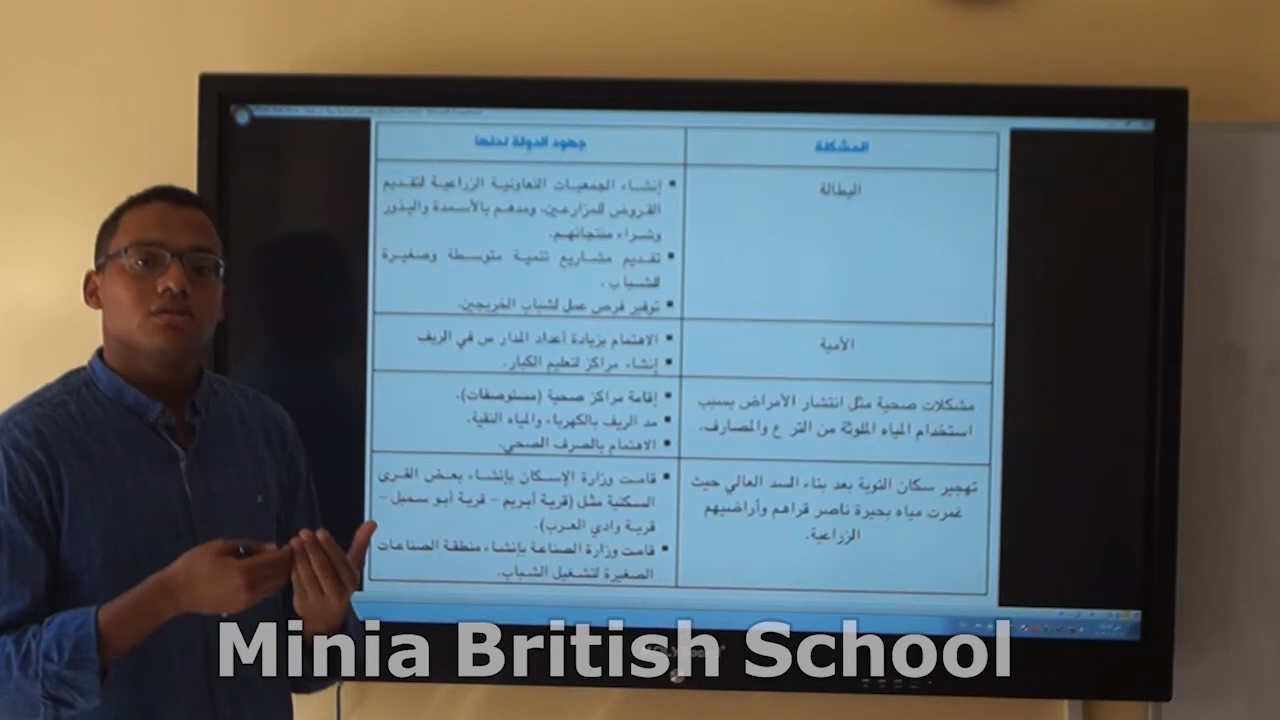 المشكلة
جهود الدولة لحلها
البطالة
إنشاء الجمعيات التعاونية الزراعية لتقديم
القروض للمزارعين، ومدهم بالأسمدة والبذور
وشراء منتجاتهم.
تقديم مشاريع تنمية متوسطة وصغيرة
للشباب .
توفير فرص عمل لشباب الخريجين.
الأمية
الاهتمام بزيادة أعداد المدار س في الريف
إنشاء مراكز لتعليم الكبار.
مشكلات صحية مثل انتشار الأمراض بسبب
استخدام المياه الملوثة من التر ع والمصارف.
إقامة مراكز صحية (مستوصفات).
مد الريف بالكهرباء والمياه النقية.
الاهتمام بالصرف الصحي.
تهجير سكان النوبة بعد بناء السد العالي حيث
غمرت مياه بحيرة ناصر قراهم وأراضيهم
الزراعية.
قامت وزارة الإسكان بإنشاء بعض القرى
السكنية مثل (قرية أبريم – قرية أبو سمبل –
قرية وادي العرب).
قامت وزارة الصناعة بإنشاء منطقة الصناعات
الصغيرة لتشغيل الشباب.
Minia British School